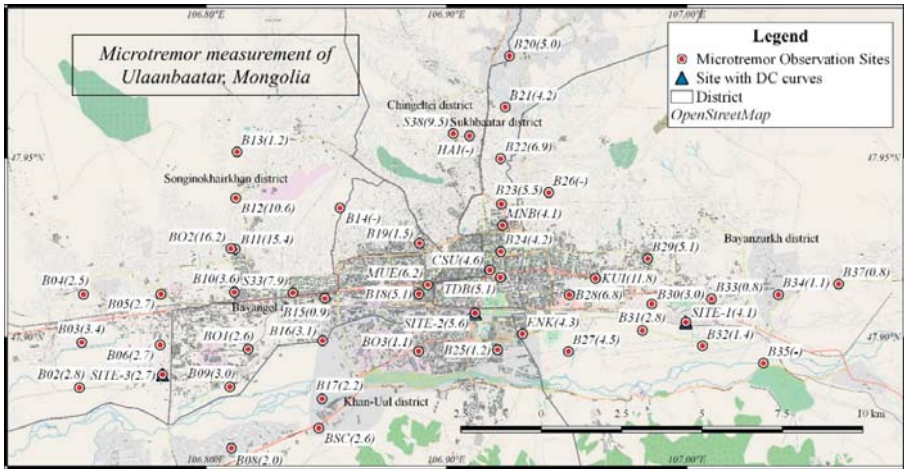 106.80°E
106.90°E
107.00°E
Microtremor measurement of
Ulaanbaatar, Mongolia
Legend
Microtremor Observation Sites
Site with DC curves
District
OpenStreetMap
B20(5.0)
B21(4.2)
Chingeltei district
S38(9.5)
Sukhbaatar district
HAI(-)
B13(1.2)
B22(6.9)
47.95°N
47.95°N
Songinokhairkhan district
B26(-)
B12(10.6)
B23(5.5)
B14(-)
MNB(4.1)
BO2(16.2)
B11(15.4)
B19(1.5)
B24(4.2)
B29(5.1)
Bayanzurkh district
CSU(4.6)
B04(2.5)
B05(2.7)
B10(3.6)
S33(7.9)
MUE(6.2)
TDB(5.1)
KUI(11.8)
B37(0.8)
B18(5.1)
B28(6.8)
B30(3.0)
B33(0.8)
B34(1.1)
Bayangol
B15(0.9)
SITE-2(5.6)
SITE-1(4.1)
B03(3.4)
B16(3.1)
ENK(4.3)
B31(2.8)
47.90°N
47.90°N
B06(2.7)
BO1(2.6)
BO3(1.1)
B25(1.2)
B27(4.5)
B32(1.4)
B35(-)
B02(2.8)
SITE-3(2.7)
B09(3.0)
B17(2.2)
Khan-Uul district
2.5
0
2.5
5
7.5
10 km
BSC(2.6)
B08(2.0)
106.80°E
106.90°E
107.00°E